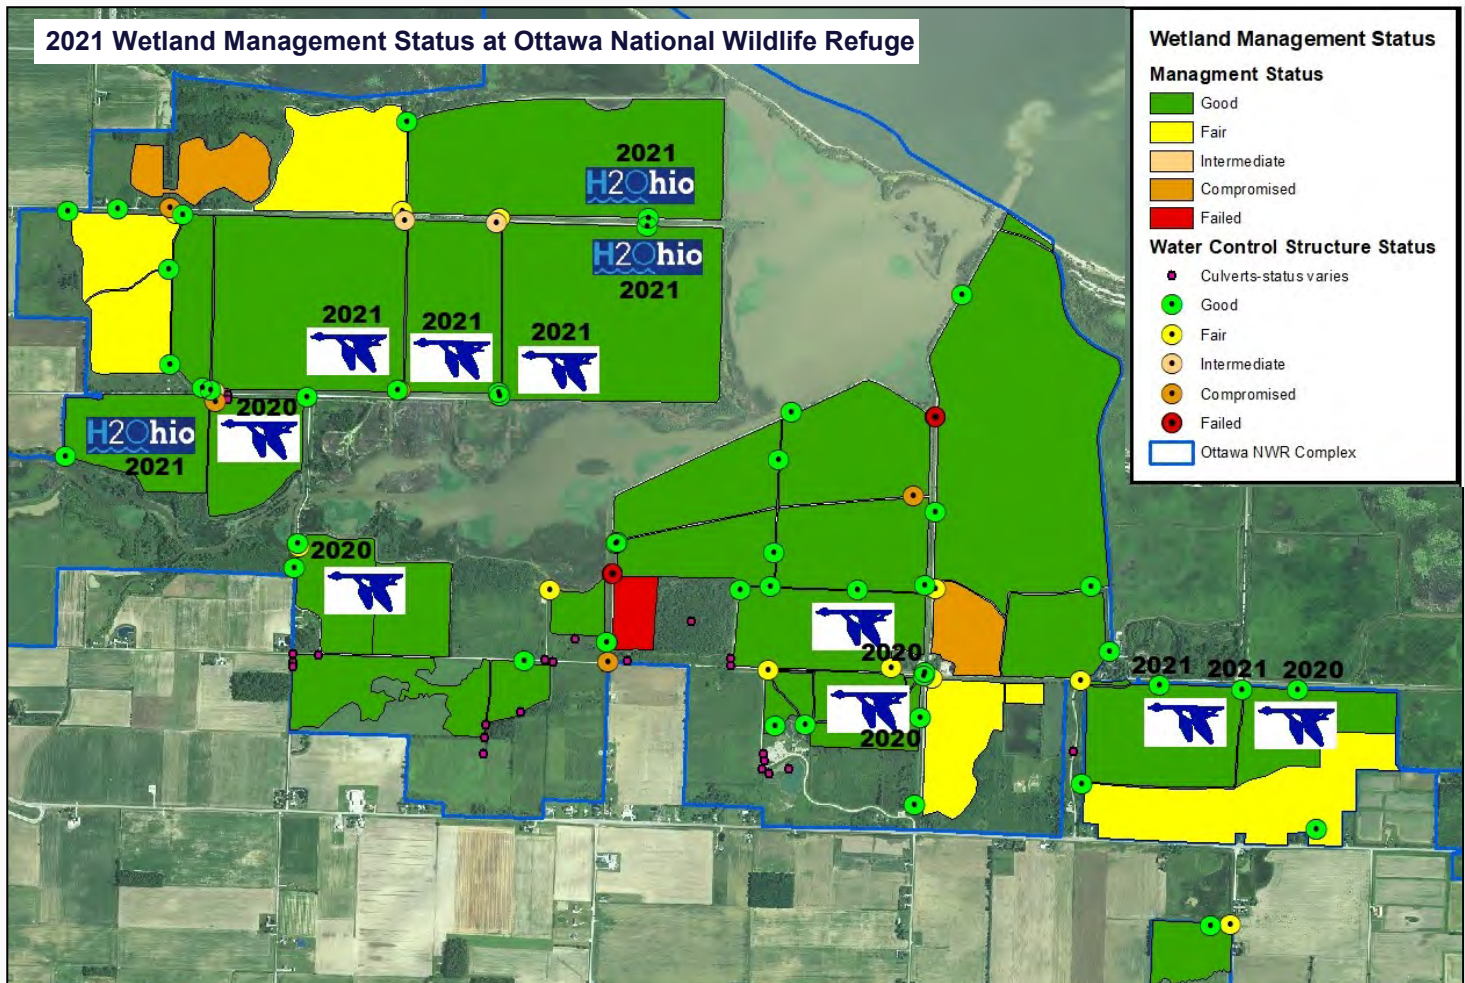 2021 Wetland Management Status at Ottawa National Wildlife Refuge
Wetland Management Status
Managment Status
Good
Fair
Intermediate
Compromised
Failed
Water Control Structure Status
Culverts-status varies
Good
Fair
Intermediate
Compromised
Failed
Ottawa NWR Complex
2021
H2Ohio
H2Ohio
2021
2021
2021
2021
2020
H2Ohio
2021
2020
2020
2021
2021
2020
2020